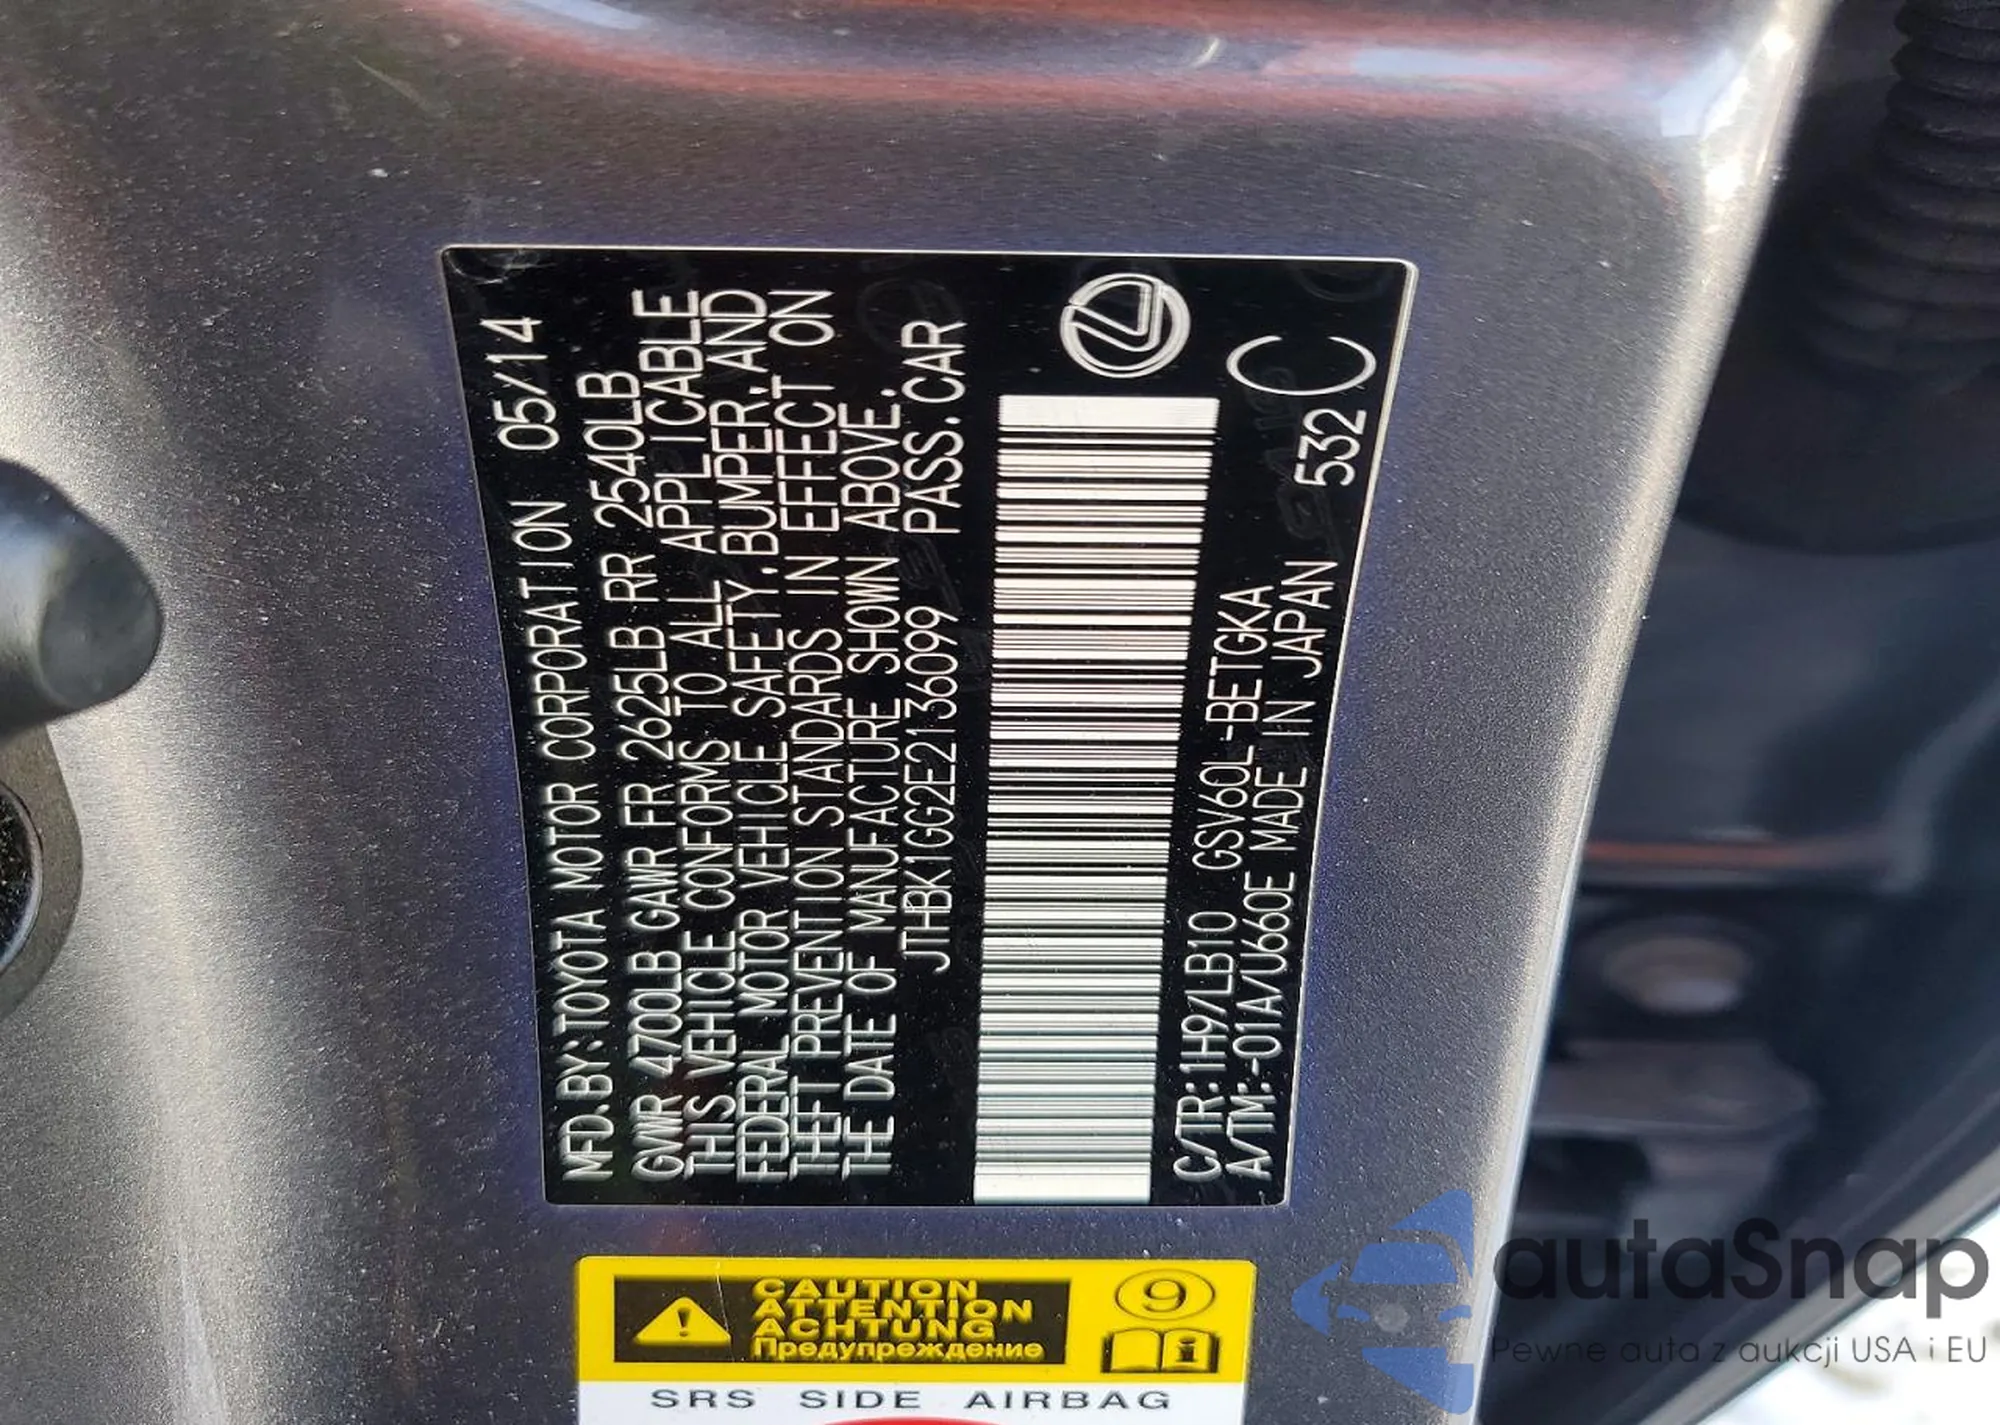 MFD.BY:TOYOTA MOTOR CORPORATION 05/14
GVWR 4700LB GAWR FR 2625LB RR 2540LB
THIS VEHICLE CONFORMS TO ALL APPLICABLE
FEDERAL MOTOR VEHICLE SAFETY,BUMPER,AND
THEFT PREVENTION STANDARDS IN EFFECT ON
THE DATE OF MANUFACTURE SHOWN ABOVE.
JTHBK1GG2E2136099 PASS.CAR
C/TR:1H9/LB10 GSV60L-BETGKA
A/TM:-01A/U660E MADE IN JAPAN 532
C
CAUTION
ATTENTION
ACHTUNG
Предупреждение
9
i
SRS SIDE AIRBAG
autaSnap
Pewne auta z aukcji USA i EU